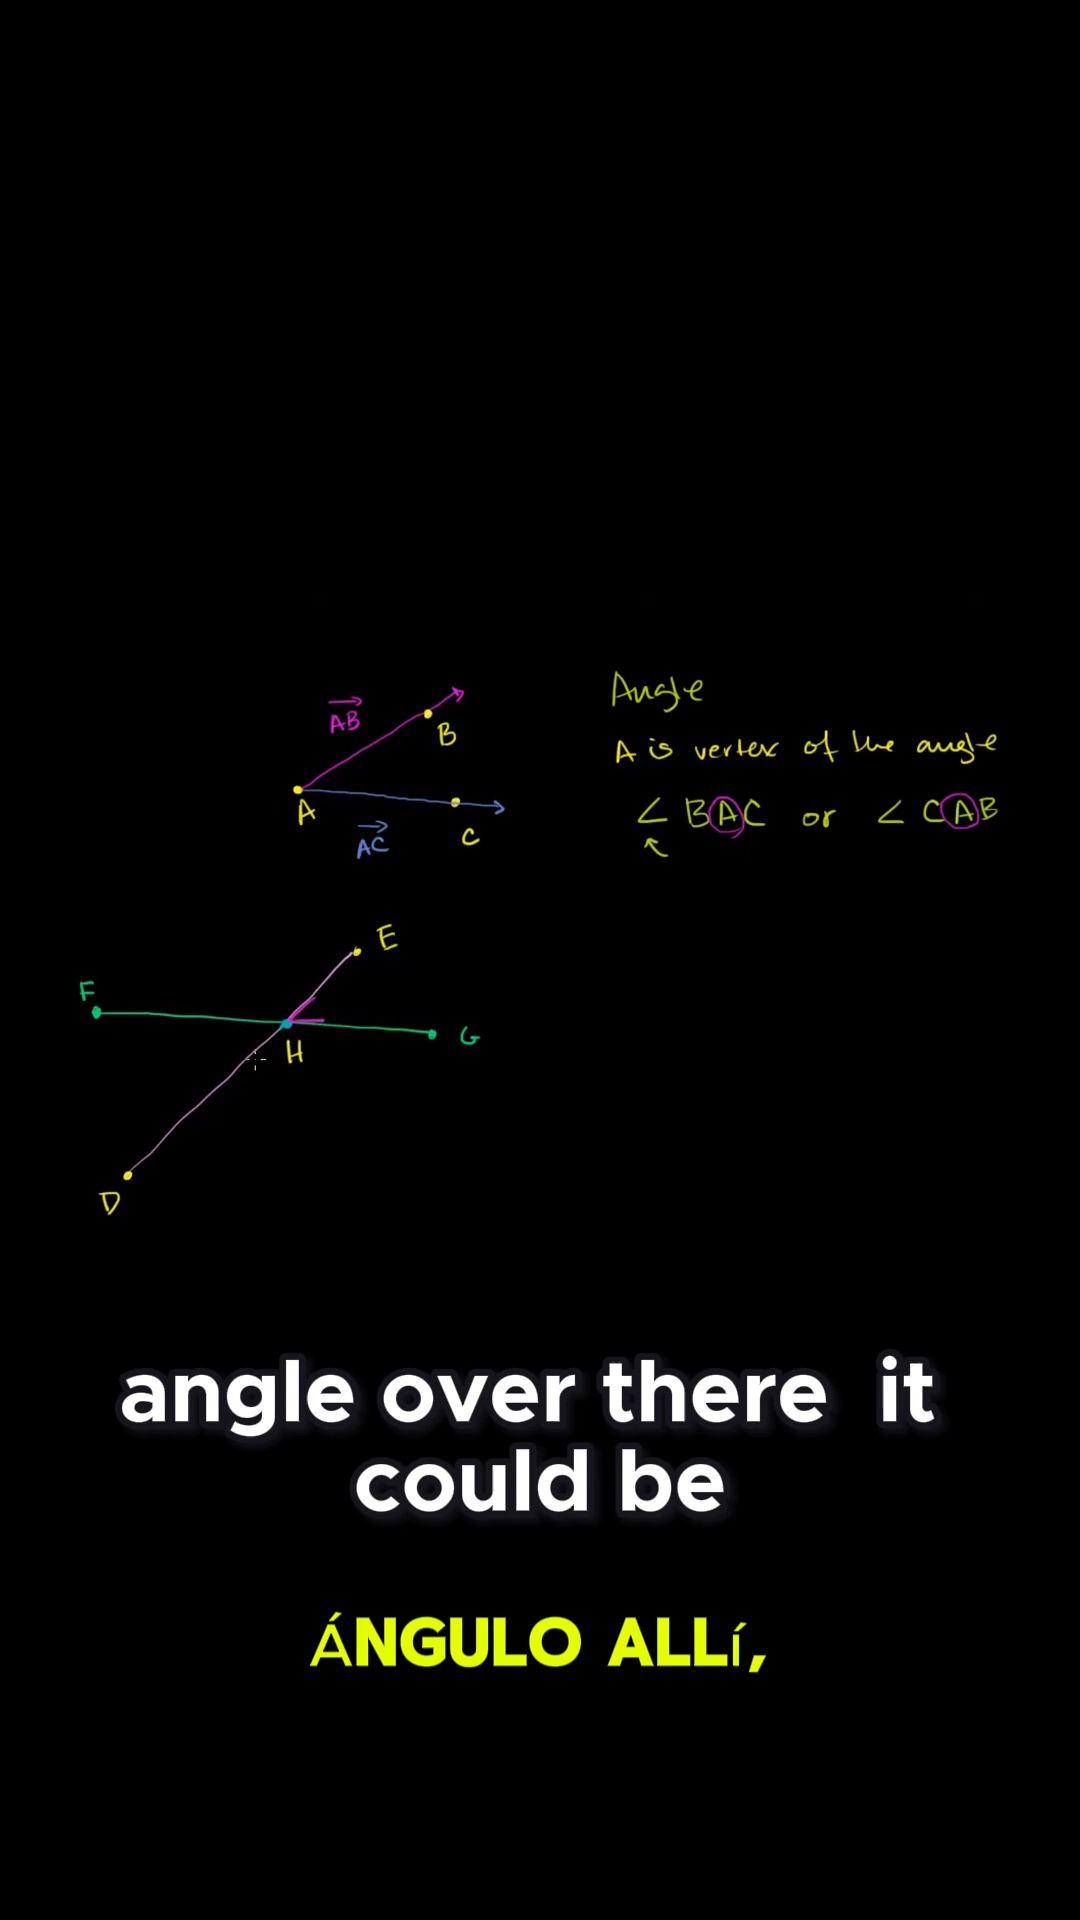 Angle
AB
B
A is vertex of the angle
A
C
AC
∠ BAC or ∠ CAB
E
F
G
H
D
angle over there it
could be
ÁNGULO ALLí,